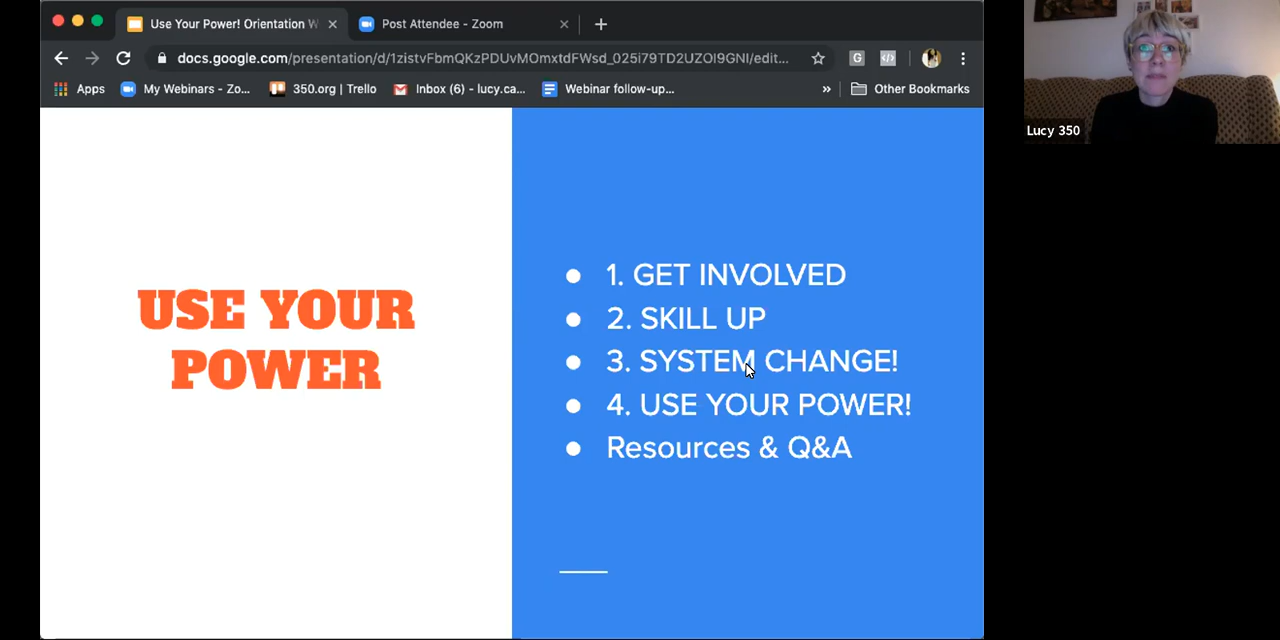 Use Your Power! Orientation W
Post Attendee - Zoom
docs.google.com/presentation/d/1zistvFbmQKzPDUvMOmxtdFWsd_025i79TD2UZOI9GNI/edit...
G
Apps
My Webinars - Zo...
350.org | Trello
Inbox (6) - lucy.ca...
Webinar follow-up...
»
Other Bookmarks
Lucy 350
USE YOUR
POWER
1. GET INVOLVED
2. SKILL UP
3. SYSTEM CHANGE!
4. USE YOUR POWER!
Resources & Q&A